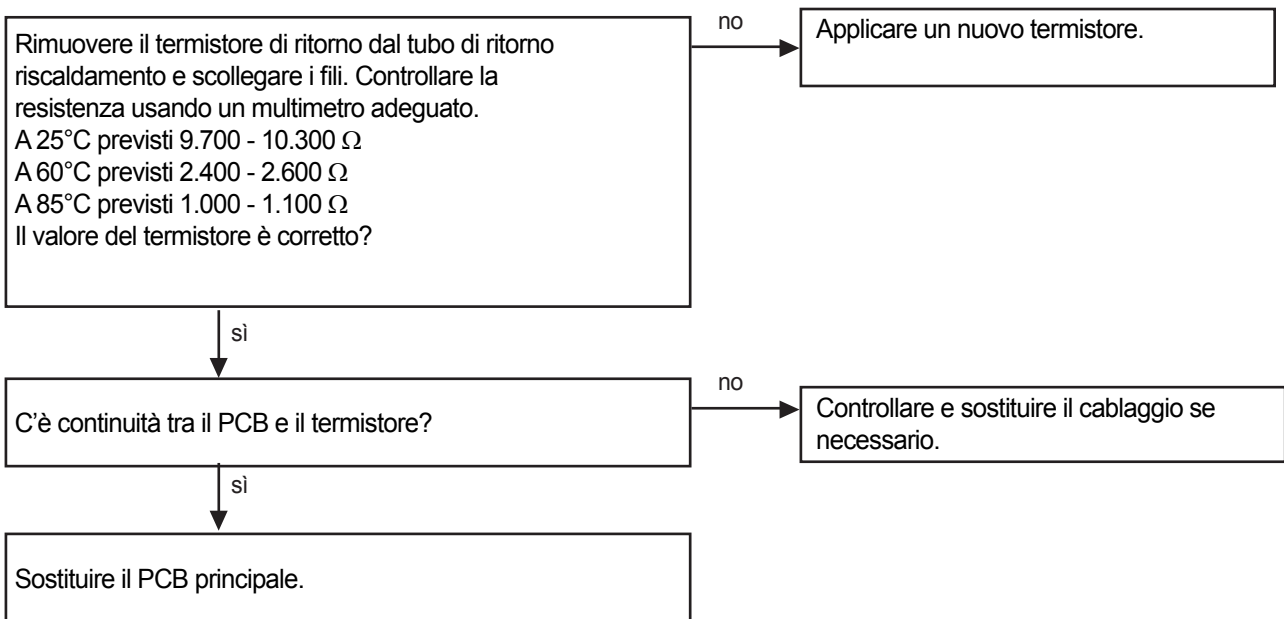 Rimuovere il termistore di ritorno dal tubo di ritorno
riscaldamento e scollegare i fili. Controllare la
resistenza usando un multimetro adeguato.
A 25°C previsti 9.700 - 10.300 Ω
A 60°C previsti 2.400 - 2.600 Ω
A 85°C previsti 1.000 - 1.100 Ω
Il valore del termistore è corretto?
no
Applicare un nuovo termistore.
sì
C’è continuità tra il PCB e il termistore?
no
Controllare e sostituire il cablaggio se
necessario.
sì
Sostituire il PCB principale.